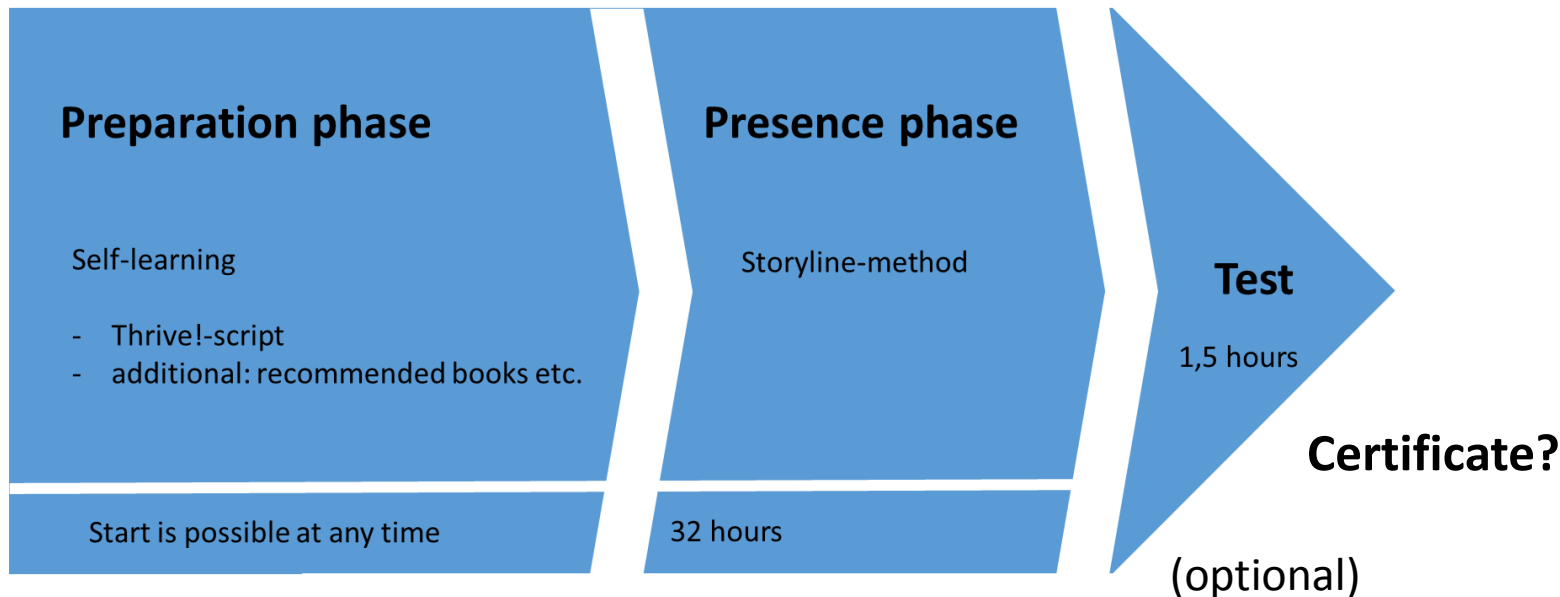 Preparation phase
Self-learning
- Thrive!-script
- additional: recommended books etc.
Start is possible at any time
Presence phase
Storyline-method
32 hours
Test
1,5 hours
Certificate?
(optional)